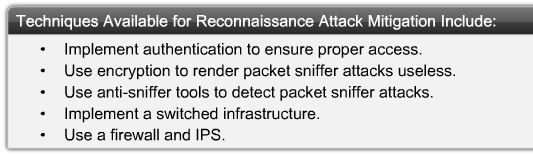 Techniques Available for Reconnaissance Attack Mitigation Include:
• Implement authentication to ensure proper access.
• Use encryption to render packet sniffer attacks useless.
• Use anti-sniffer tools to detect packet sniffer attacks.
• Implement a switched infrastructure.
• Use a firewall and IPS.